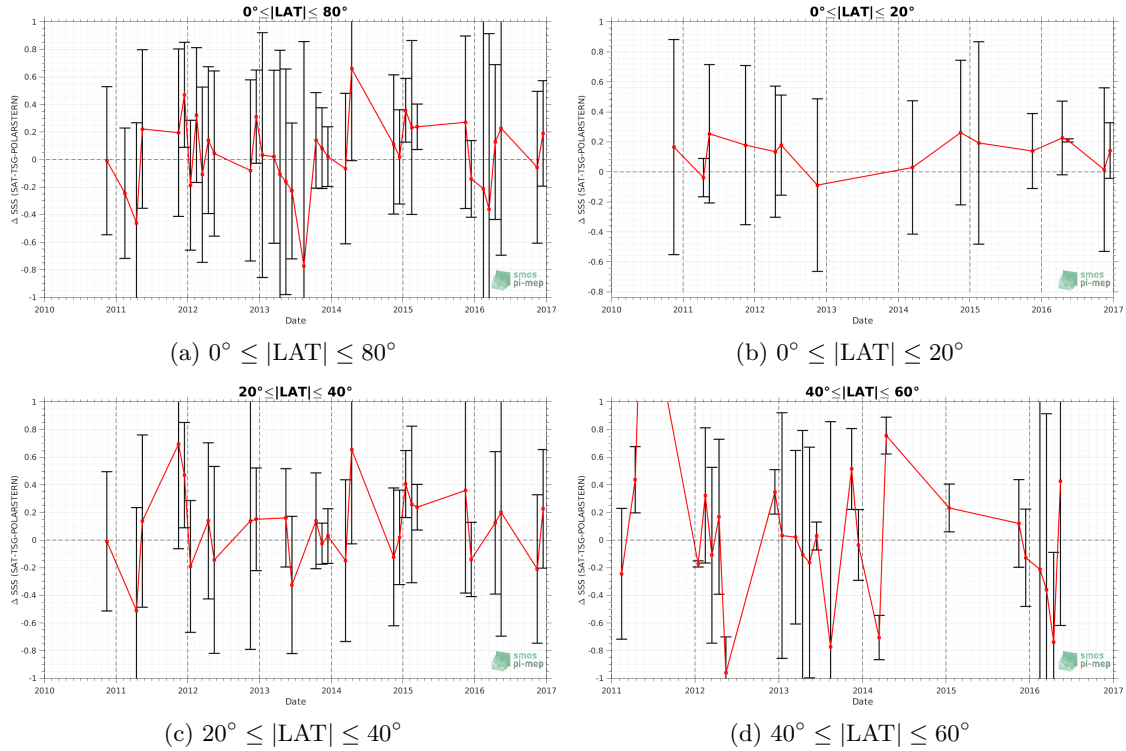 0°≤|LAT|≤ 80°
Δ SSS (SAT-TSG-POLARSTERN)
1
0.8
0.6
0.4
0.2
0
-0.2
-0.4
-0.6
-0.8
-1
2010 2011 2012 2013 2014 2015 2016 2017
Date
smos
pi-mep
(a) 0° ≤ |LAT| ≤ 80°
0°≤|LAT|≤ 20°
Δ SSS (SAT-TSG-POLARSTERN)
1
0.8
0.6
0.4
0.2
0
-0.2
-0.4
-0.6
-0.8
2010 2011 2012 2013 2014 2015 2016 2017
Date
smos
pi-mep
(b) 0° ≤ |LAT| ≤ 20°
20°≤|LAT|≤ 40°
Δ SSS (SAT-TSG-POLARSTERN)
1
0.8
0.6
0.4
0.2
0
-0.2
-0.4
-0.6
-0.8
-1
2010 2011 2012 2013 2014 2015 2016 2017
Date
smos
pi-mep
(c) 20° ≤ |LAT| ≤ 40°
40°≤|LAT|≤ 60°
Δ SSS (SAT-TSG-POLARSTERN)
1
0.8
0.6
0.4
0.2
0
-0.2
-0.4
-0.6
-0.8
-1
2011 2012 2013 2014 2015 2016 2017
Date
smos
pi-mep
(d) 40° ≤ |LAT| ≤ 60°